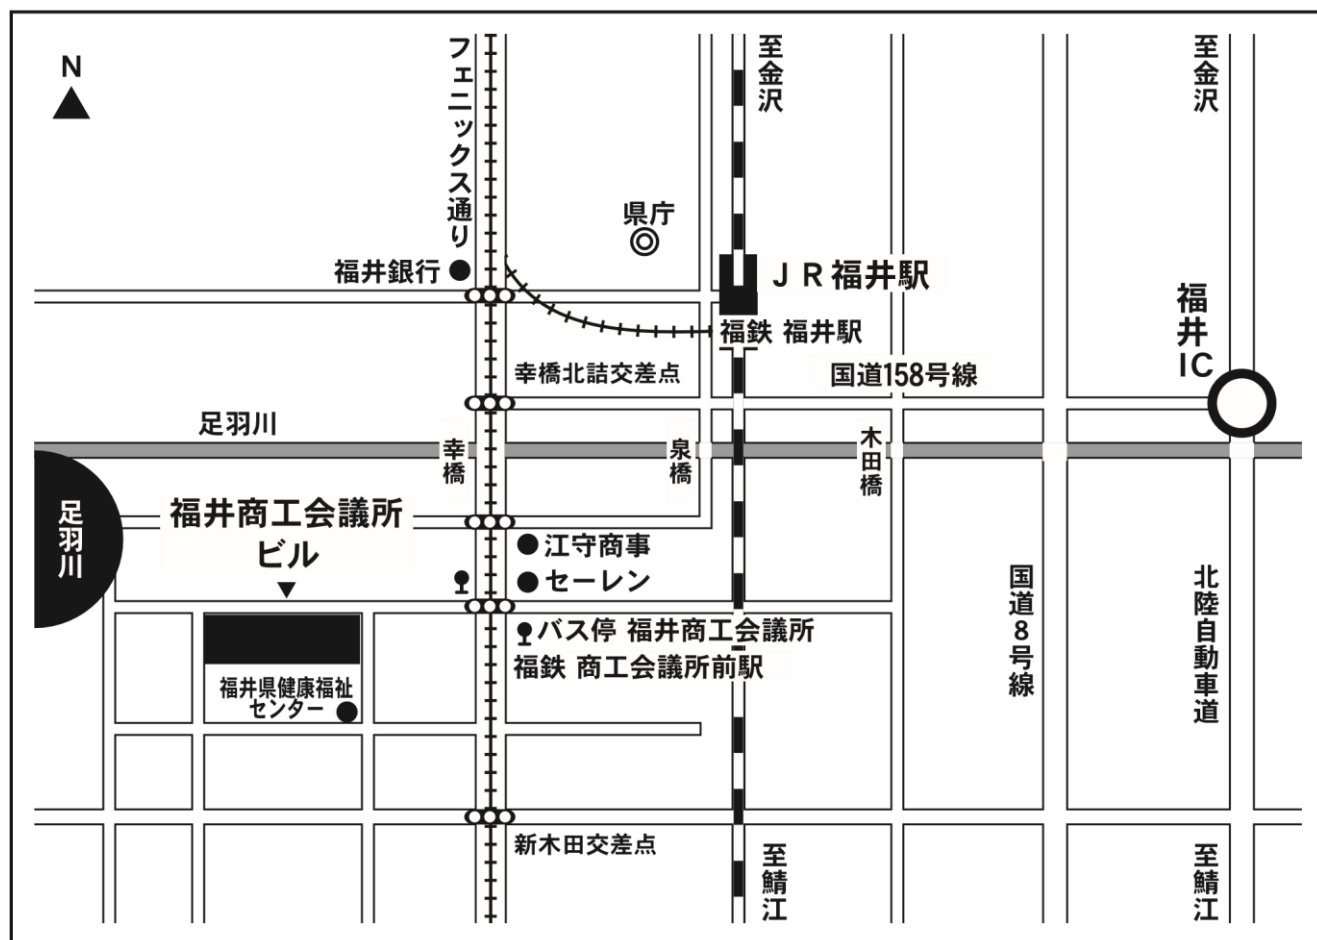 N
フェニックス通り
至金沢
至金沢
県庁
福井銀行
ＪＲ福井駅
福井IC
福鉄 福井駅
幸橋北詰交差点
国道158号線
足羽川
幸橋
泉橋
木田橋
足羽川
福井商工会議所
ビル
江守商事
セーレン
国道8号線
北陸自動車道
バス停 福井商工会議所
福鉄 商工会議所前駅
福井県健康福祉
センター
新木田交差点
至鯖江
至鯖江